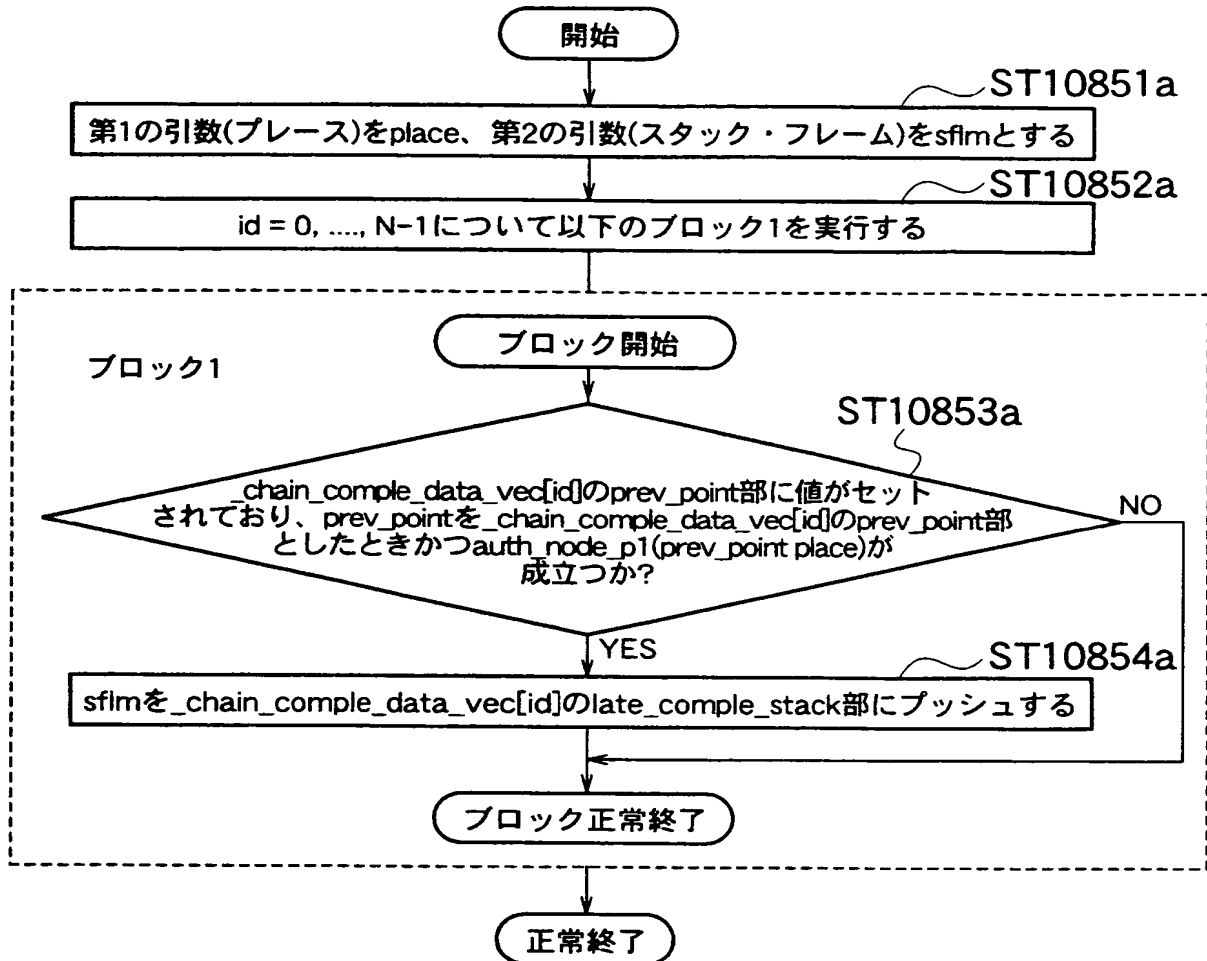 開始
ST10851a
第1の引数(プレース)をplace、第2の引数(スタック・フレーム)をsflmとする
ST10852a
id = 0, ...., N-1について以下のブロック1を実行する
ブロック開始
ブロック1
ST10853a
_chain_comple_data_vec[id]のprev_point部に値がセット
されており、prev_pointを_chain_comple_data_vec[id]のprev_point部
としたときかつauth_node_p1(prev_point place)が
成立つか?
NO
YES
ST10854a
sflmを_chain_comple_data_vec[id]のlate_comple_stack部にプッシュする
ブロック正常終了
正常終了